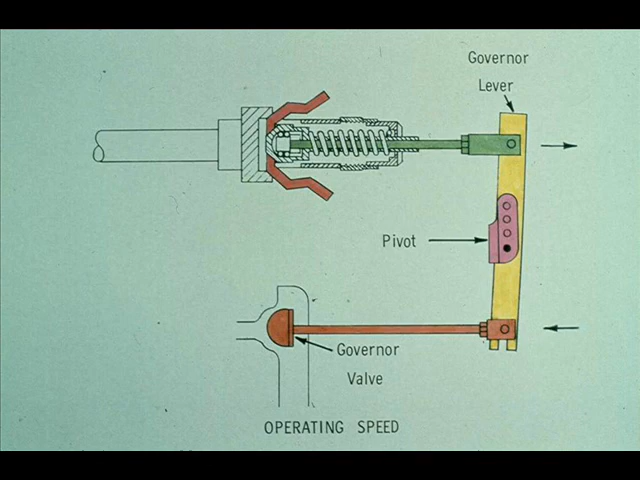 Governor
Lever
Pivot
Governor
Valve
OPERATING SPEED